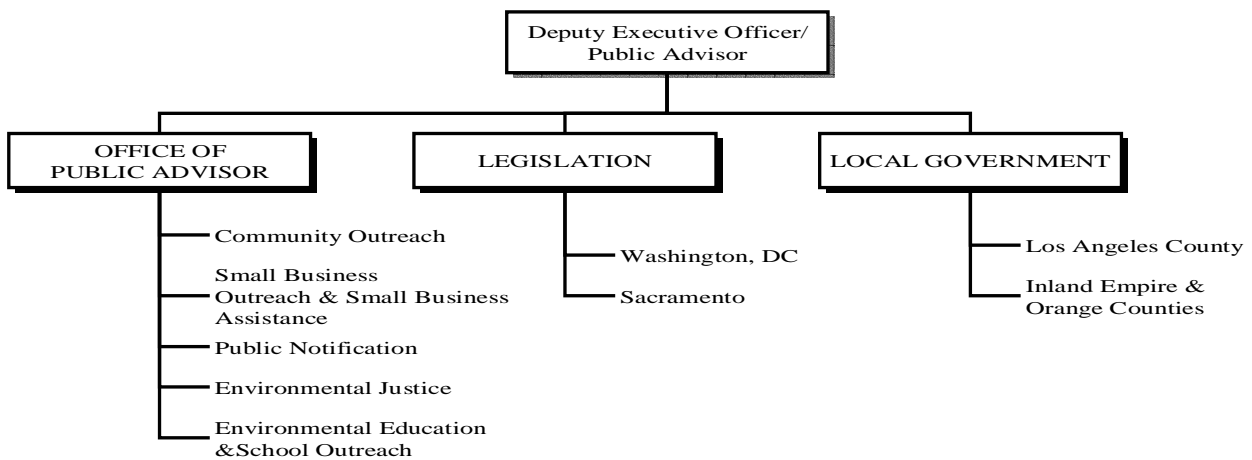 Deputy Executive Officer/
Public Advisor
OFFICE OF
PUBLIC ADVISOR
LEGISLATION
LOCAL GOVERNMENT
Community Outreach
Small Business
Outreach & Small Business
Assistance
Public Notification
Environmental Justice
Environmental Education
&School Outreach
Washington, DC
Sacramento
Los Angeles County
Inland Empire &
Orange Counties